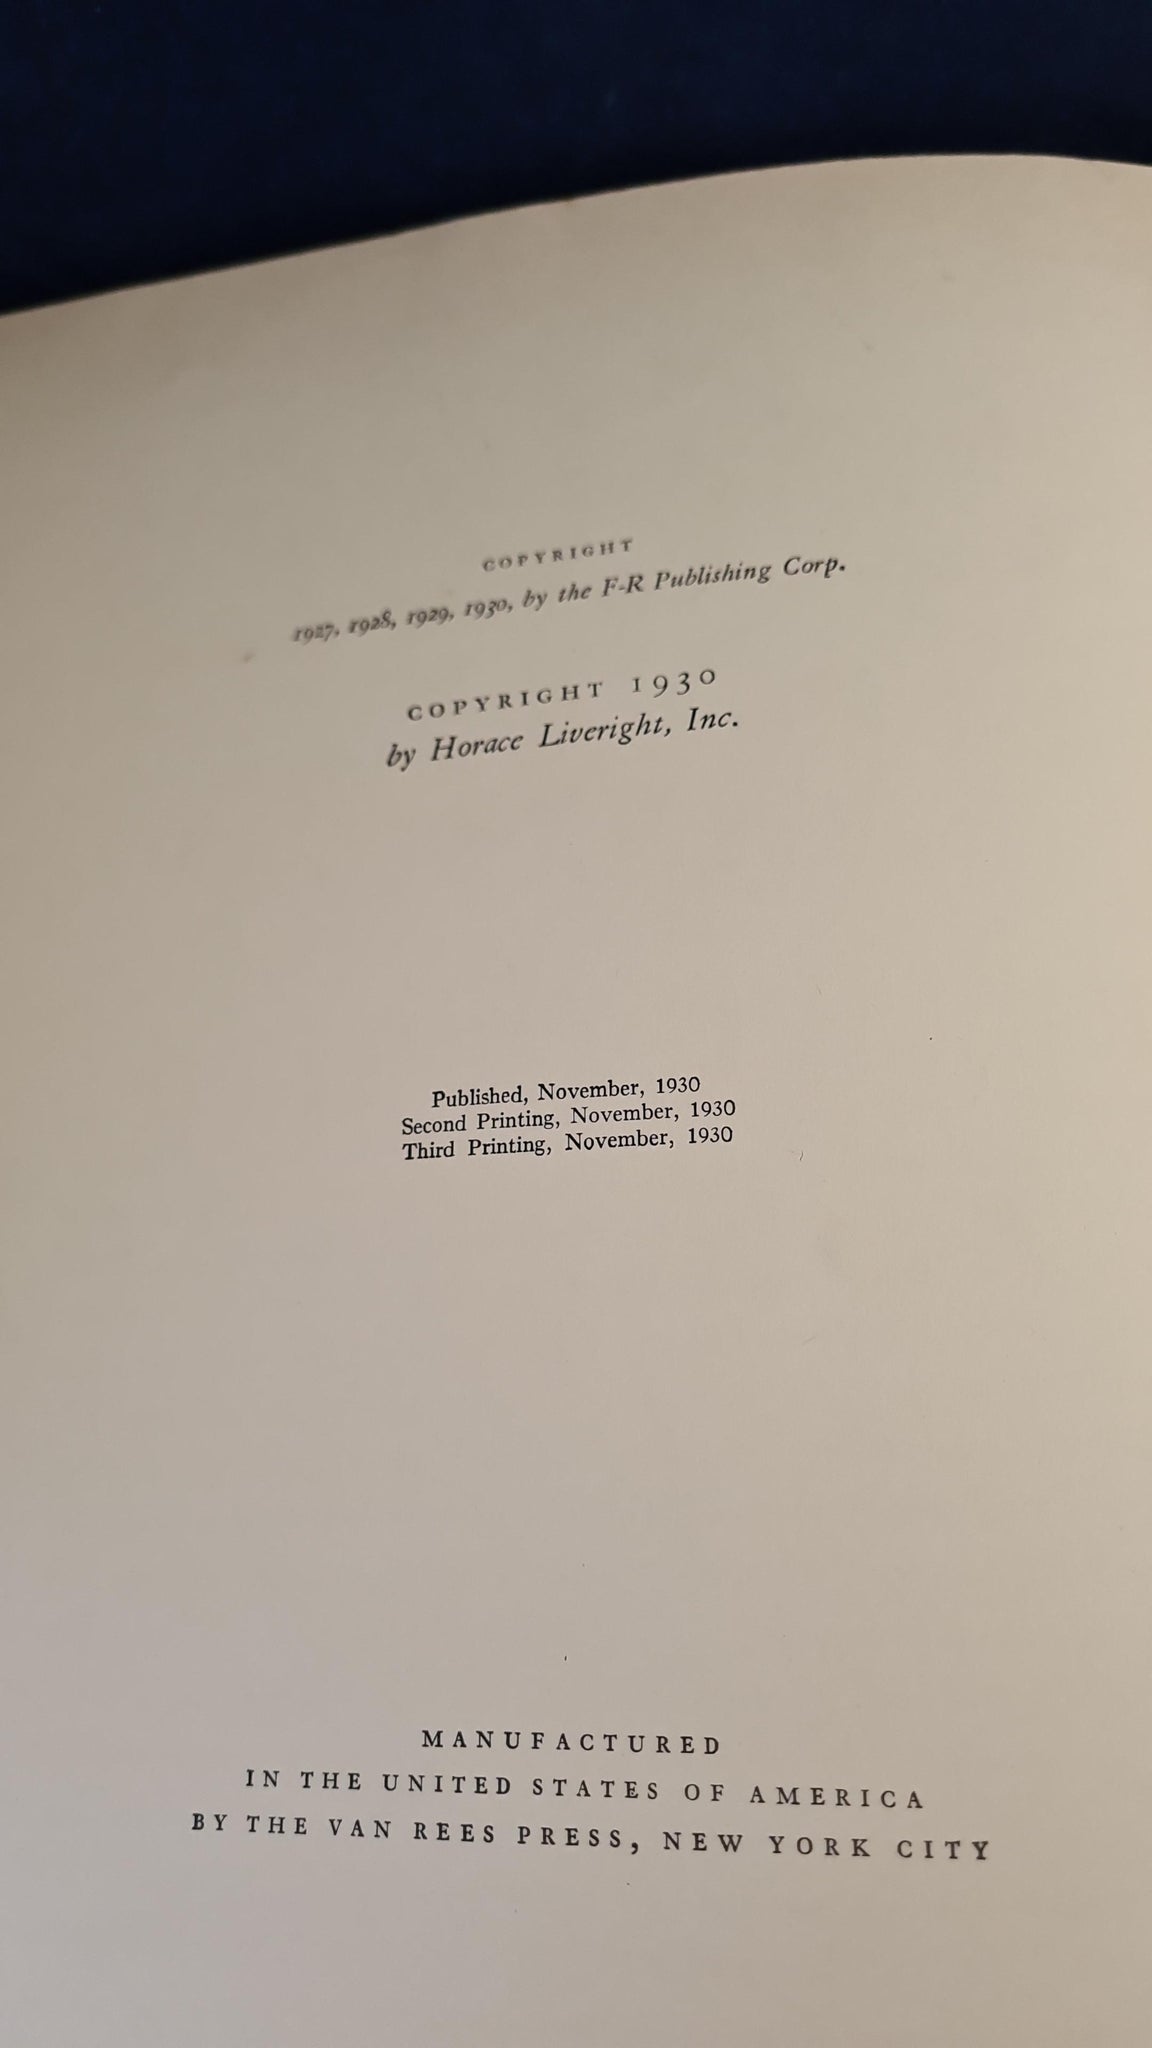 COPYRIGHT
1927, 1928, 1929, 1930, by the F-R Publishing Corp.
COPYRIGHT 1930
by Horace Liveright, Inc.
Published, November, 1930
Second Printing, November, 1930
Third Printing, November, 1930
MANUFACTURED
IN THE UNITED STATES OF AMERICA
BY THE VAN REES PRESS, NEW YORK CITY